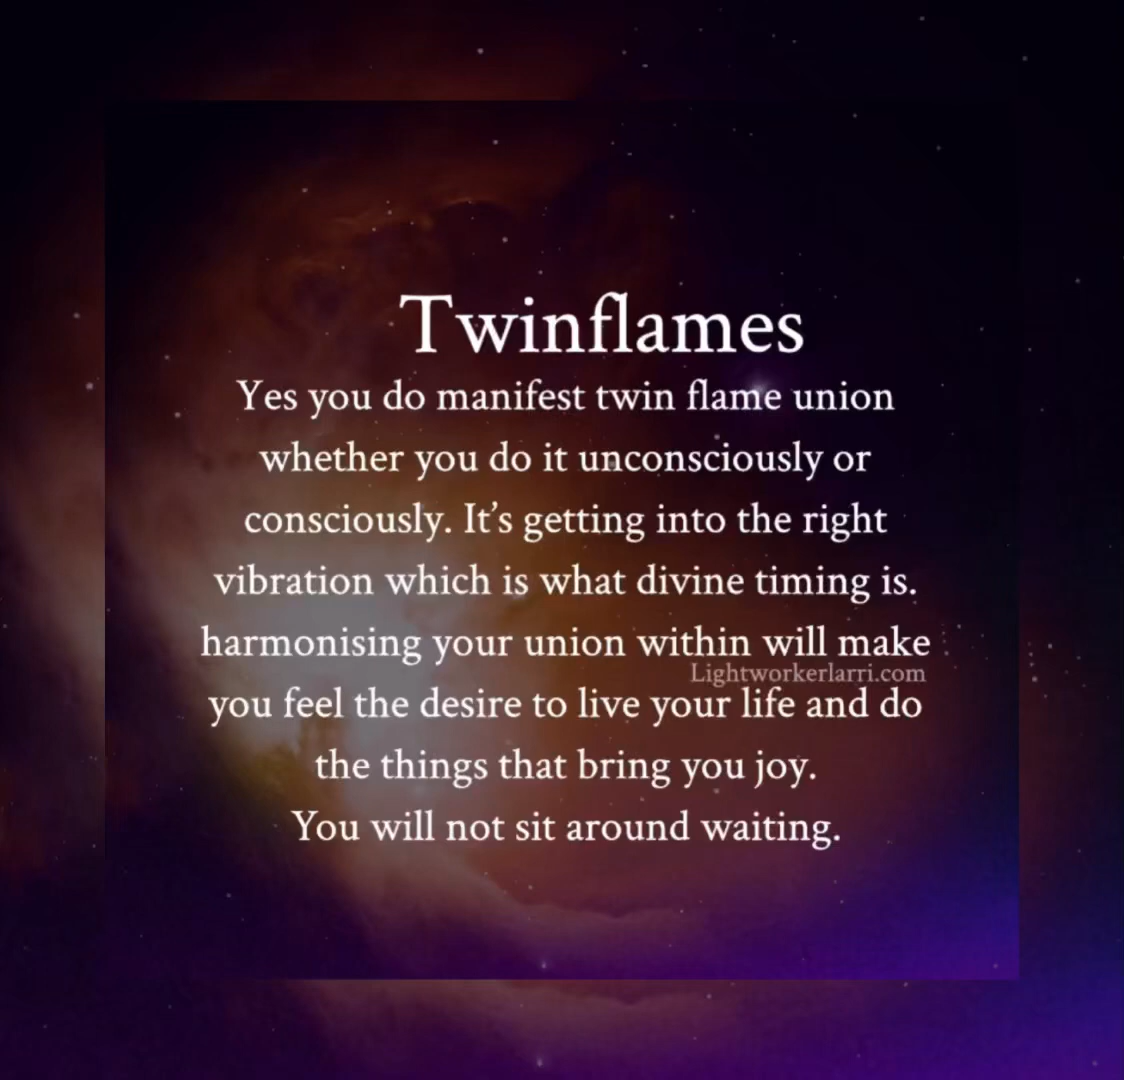 Twinflames
Yes you do manifest twin flame union
whether you do it unconsciously or
consciously. It’s getting into the right
vibration which is what divine timing is.
harmonising your union within will make
Lightworkerlarri.com
you feel the desire to live your life and do
the things that bring you joy.
You will not sit around waiting.